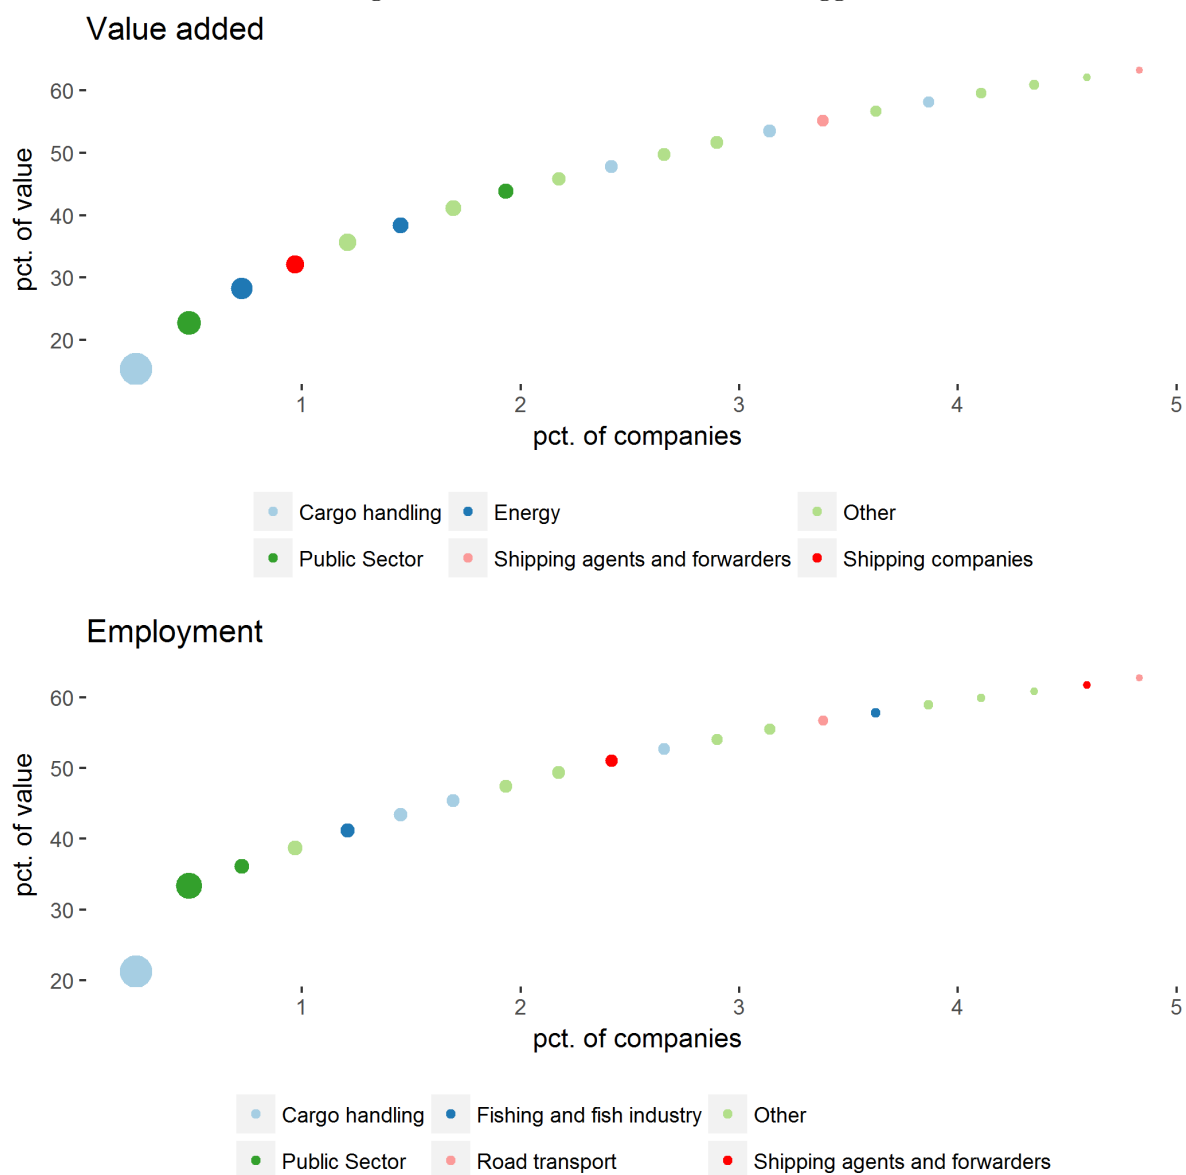 Value added
60
50
40
30
20
pct. of value
1 2 3 4 5
pct. of companies
Cargo handling Energy Other
Public Sector Shipping agents and forwarders Shipping companies
Employment
60
50
40
30
20
pct. of value
1 2 3 4 5
pct. of companies
Cargo handling Fishing and fish industry Other
Public Sector Road transport Shipping agents and forwarders